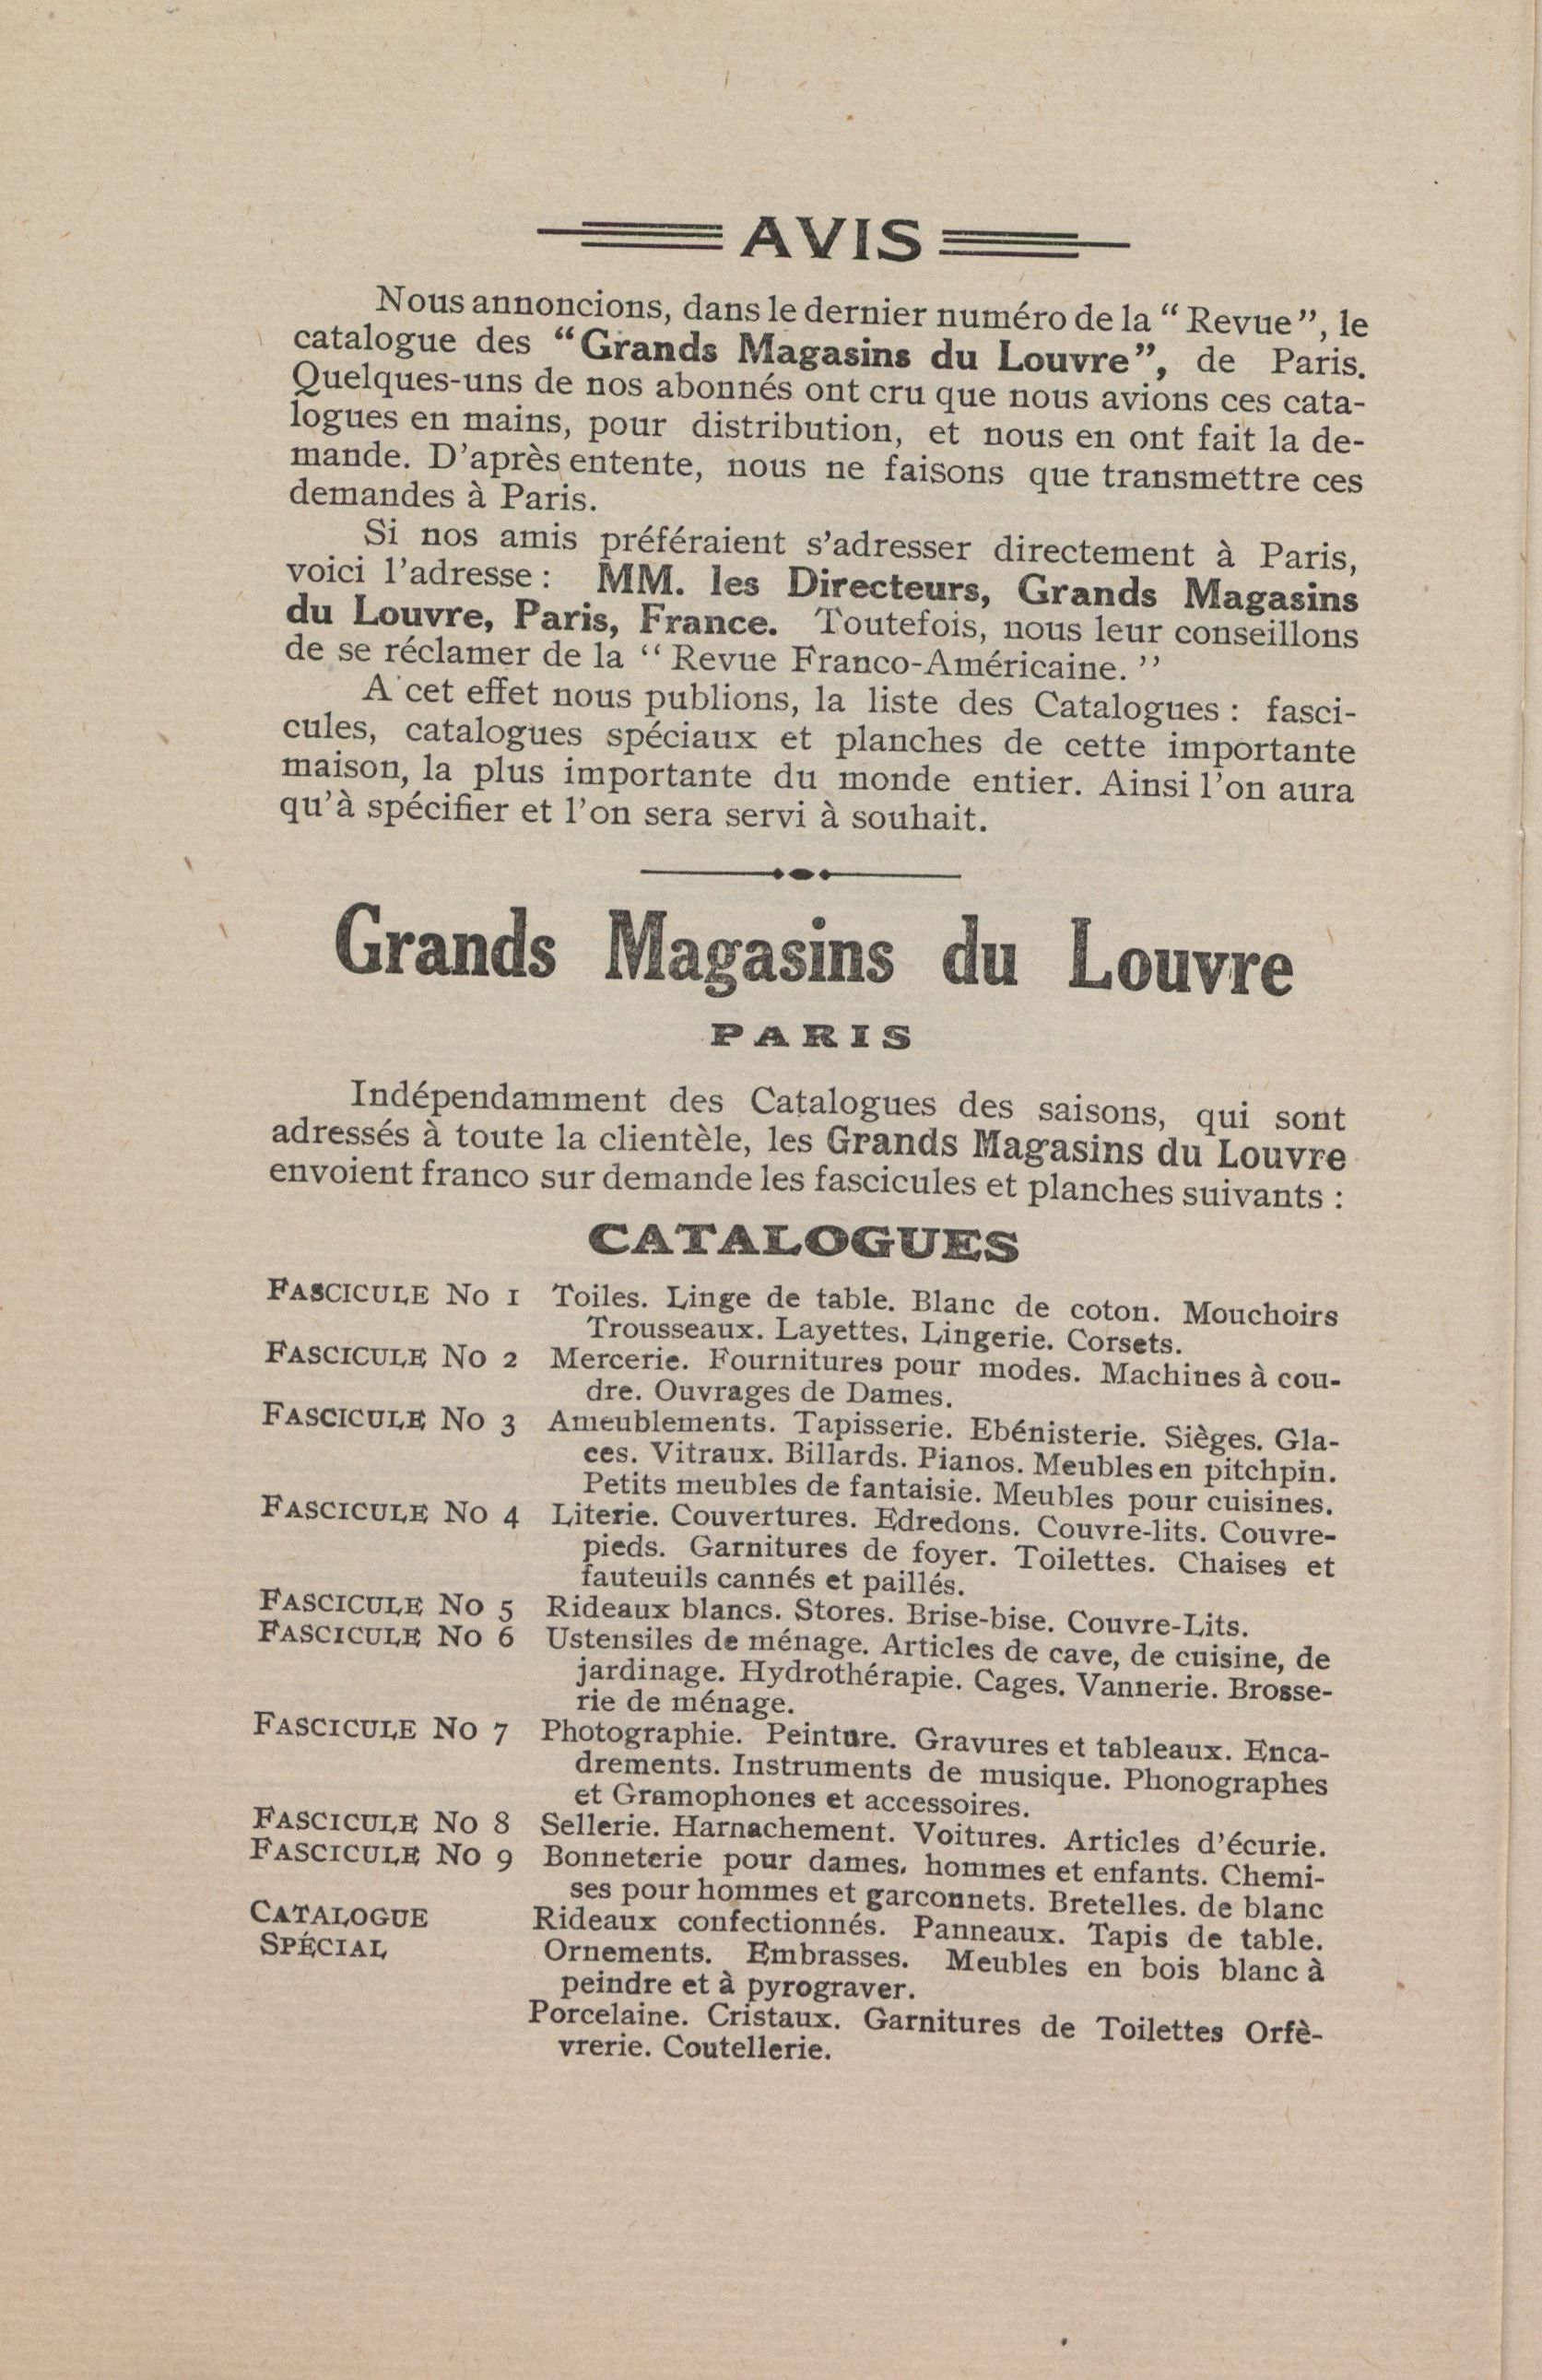 AVIS
Nous annoncions, dans le dernier numéro de la “Revue”, le
catalogue des “Grands Magasins du Louvre”, de Paris.
Quelques-uns de nos abonnés ont cru que nous avions ces cata-
logues en mains, pour distribution, et nous en ont fait la de-
mande. D’après entente, nous ne faisons que transmettre ces
demandes à Paris.
Si nos amis préféraient s’adresser directement à Paris,
voici l’adresse : MM. les Directeurs, Grands Magasins
du Louvre, Paris, France. Toutefois, nous leur conseillons
de se réclamer de la “Revue Franco-Américaine.”
A cet effet nous publions, la liste des Catalogues : fasci-
cules, catalogues spéciaux et planches de cette importante
maison, la plus importante du monde entier. Ainsi l’on aura
qu’à spécifier et l’on sera servi à souhait.
Grands Magasins du Louvre
PARIS
Indépendamment des Catalogues des saisons, qui sont
adressés à toute la clientèle, les Grands Magasins du Louvre
envoient franco sur demande les fascicules et planches suivants :
CATALOGUES
FASCICULE No 1 Toiles. Linge de table. Blanc de coton. Mouchoirs
Trousseaux. Layettes. Lingerie. Corsets.
FASCICULE No 2 Mercerie. Fournitures pour modes. Machines à cou-
dre. Ouvrages de Dames.
FASCICULE No 3 Ameublements. Tapisserie. Ebénisterie. Sièges. Gla-
ces. Vitraux. Billards. Pianos. Meubles en pitchpin.
Petits meubles de fantaisie. Meubles pour cuisines.
FASCICULE No 4 Literie. Couvertures. Edredons. Couvre-lits. Couvre-
pieds. Garnitures de foyer. Toilettes. Chaises et
fauteuils cannés et paillés.
FASCICULE No 5 Rideaux blancs. Stores. Brise-bise. Couvre-Lits.
FASCICULE No 6 Ustensiles de ménage. Articles de cave, de cuisine, de
jardinage. Hydrothérapie. Cages. Vannerie. Brosse-
rie de ménage.
FASCICULE No 7 Photographie. Peinture. Gravures et tableaux. Enca-
drements. Instruments de musique. Phonographes
et Gramophones et accessoires.
FASCICULE No 8 Sellerie. Harnachement. Voitures. Articles d’écurie.
FASCICULE No 9 Bonneterie pour dames, hommes et enfants. Chemi-
ses pour hommes et garconnets. Bretelles. de blanc
CATALOGUE Rideaux confectionnés. Panneaux. Tapis de table.
SPÉCIAL Ornements. Embrasses. Meubles en bois blanc à
peindre et à pyrograver.
Porcelaine. Cristaux. Garnitures de Toilettes Orfè-
vrerie. Coutellerie.